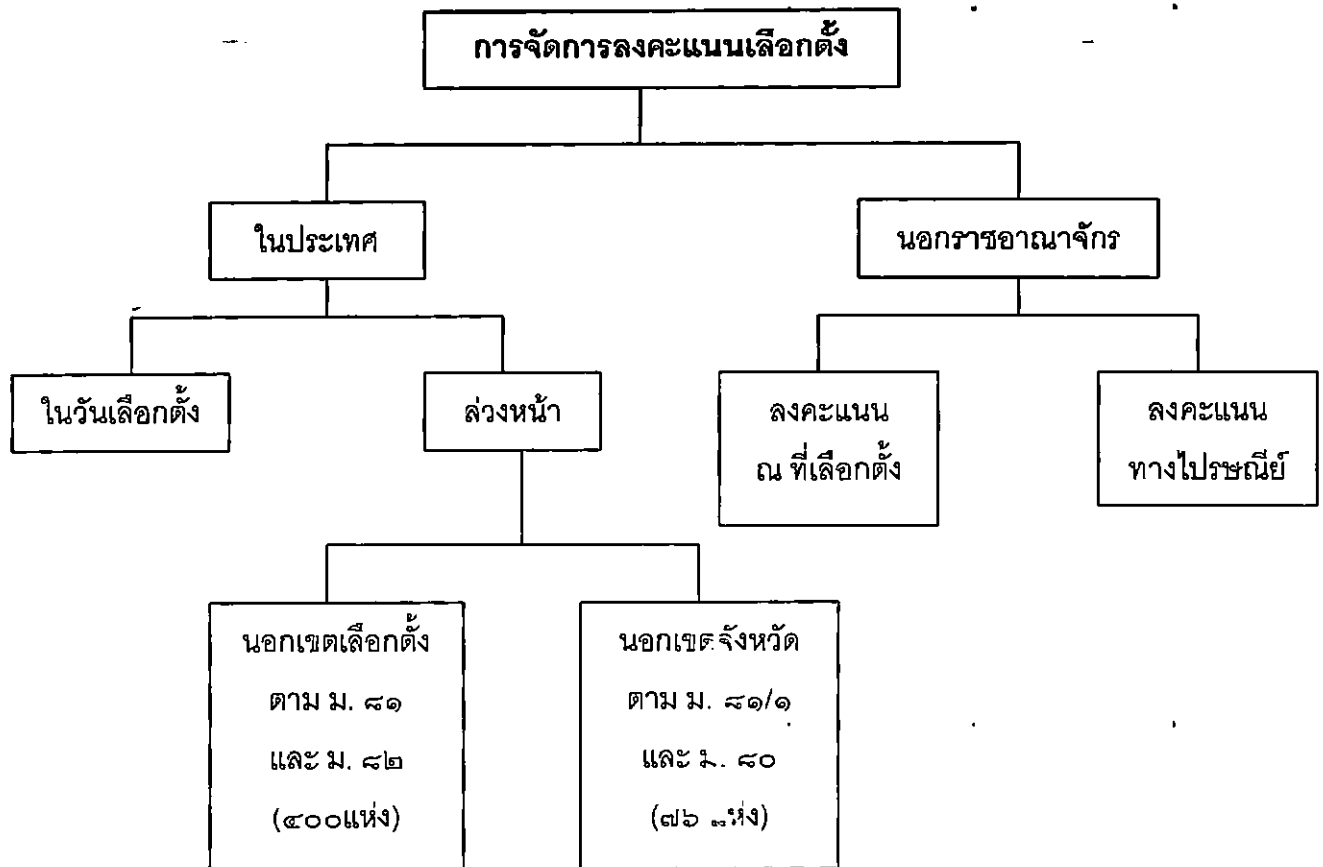 การจัดการลงคะแนนเลือกตั้ง
ในประเทศ
นอกราชอาณาจักร
ในวันเลือกตั้ง
ล่วงหน้า
ลงคะแนน
ณ ที่เลือกตั้ง
ลงคะแนน
ทางไปรษณีย์
นอกเขตเลือกตั้ง
ตาม ม. ๘๑
และ ม. ๘๒
(๔๐๐แห่ง)
นอกเขตจังหวัด
ตาม ม. ๘๑/๑
และ ม. ๘๐
(๗๖ แห่ง)